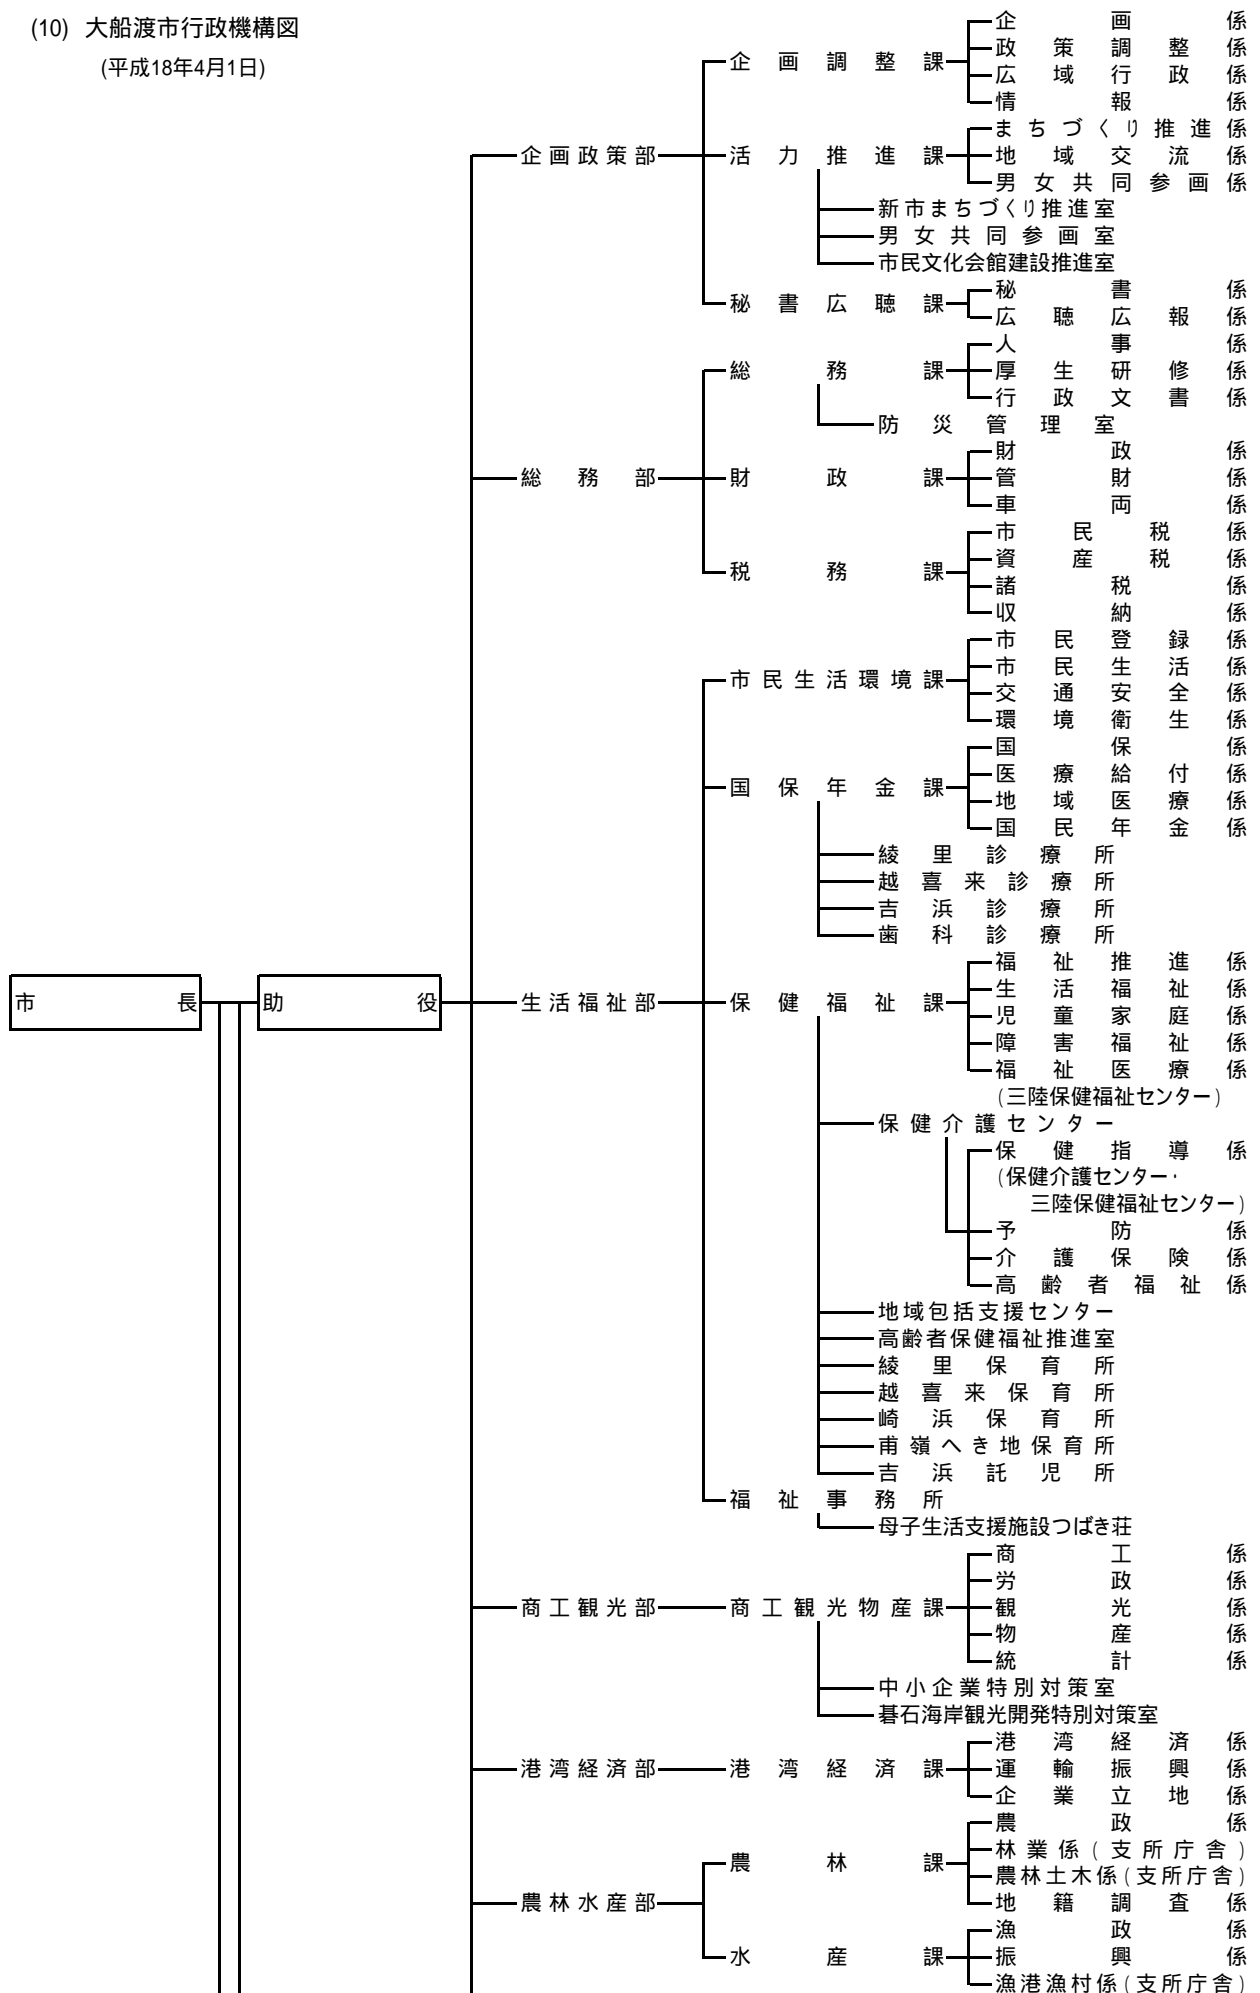 (10) 大船渡市行政機構図
(平成18年4月1日)
市長
助役
企画政策部
企画調整課
企画係
政策調整係
広域行政係
情報係
活力推進課
まちづくり推進係
地域交流係
男女共同参画係
新市まちづくり推進室
男女共同参画室
市民文化会館建設推進室
秘書広聴課
秘書係
広聴広報係
総務部
総務課
人事係
厚生研修係
行政文書係
防災管理室
財政課
財政係
管財係
車両係
税務課
市民税係
資産税係
諸税係
収納係
生活福祉部
市民生活環境課
市民登録係
市民生活係
交通安全係
環境衛生係
国保年金課
国保係
医療給付係
地域医療係
国民年金係
綾里診療所
越喜来診療所
吉浜診療所
歯科診療所
保健福祉課
福祉推進係
生活福祉係
児童家庭係
障害福祉係
福祉医療係
(三陸保健福祉センター)
保健介護センター
保健指導係
(保健介護センター・
三陸保健福祉センター)
予防係
介護保険係
高齢者福祉係
地域包括支援センター
高齢者保健福祉推進室
綾里保育所
越喜来保育所
崎浜保育所
甫嶺へき地保育所
吉浜託児所
福祉事務所
母子生活支援施設つばき荘
商工観光部
商工観光物産課
商工係
労政係
観光係
物産係
統計係
中小企業特別対策室
碁石海岸観光開発特別対策室
港湾経済部
港湾経済課
港湾経済係
運輸振興係
企業立地係
農林水産部
農林課
農政係
林業係(支所庁舎)
農林土木係(支所庁舎)
地籍調査係
水産課
漁政係
振興係
漁港漁村係(支所庁舎)